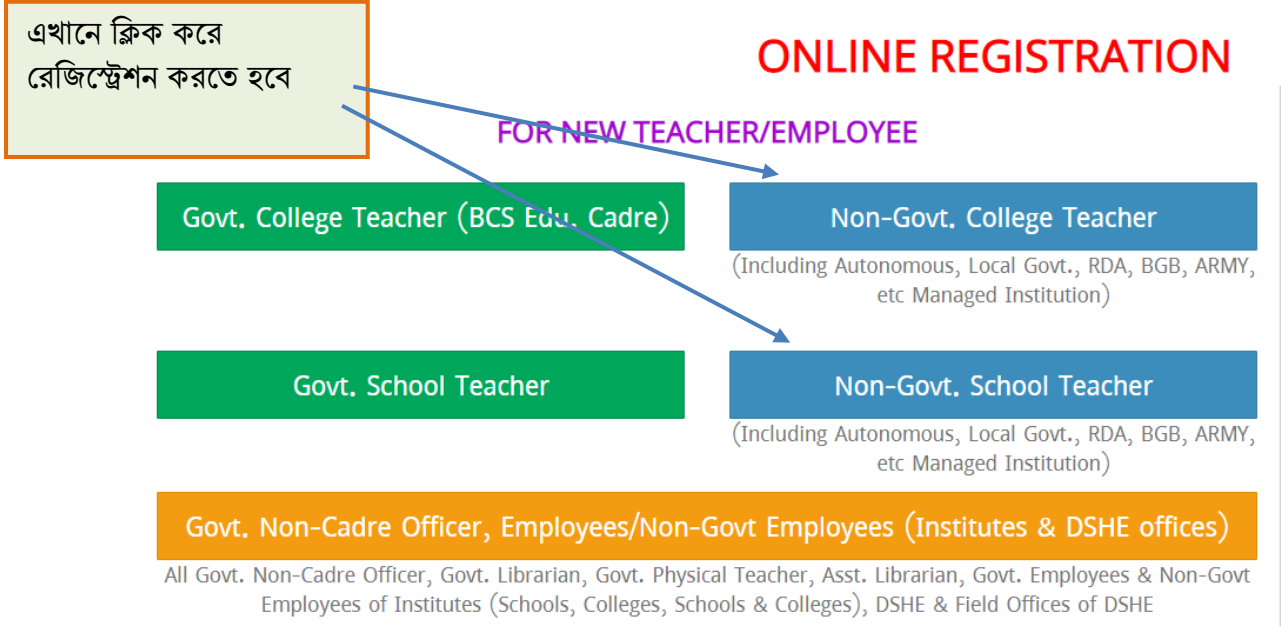 এখানে ক্লিক করে
রেজিস্ট্রেশন করতে হবে
ONLINE REGISTRATION
FOR NEW TEACHER/EMPLOYEE
Govt. College Teacher (BCS Edu. Cadre)
Non-Govt. College Teacher
(Including Autonomous, Local Govt., RDA, BGB, ARMY,
etc Managed Institution)
Govt. School Teacher
Non-Govt. School Teacher
(Including Autonomous, Local Govt., RDA, BGB, ARMY,
etc Managed Institution)
Govt. Non-Cadre Officer, Employees/Non-Govt Employees (Institutes & DSHE offices)
All Govt. Non-Cadre Officer, Govt. Librarian, Govt. Physical Teacher, Asst. Librarian, Govt. Employees & Non-Govt
Employees of Institutes (Schools, Colleges, Schools & Colleges), DSHE & Field Offices of DSHE